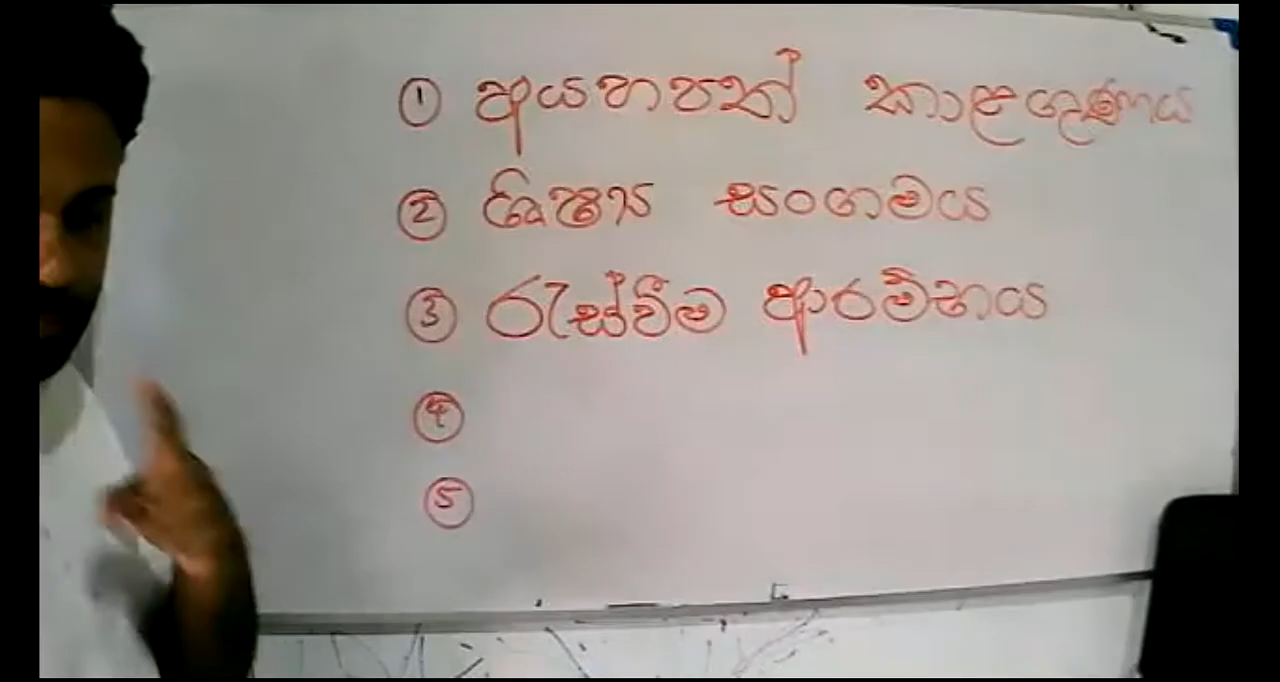 ① අයහපත් කාළගුණය
② ශිෂ්‍ය සංගමය
③ රැස්වීම ආරම්භය
④
⑤